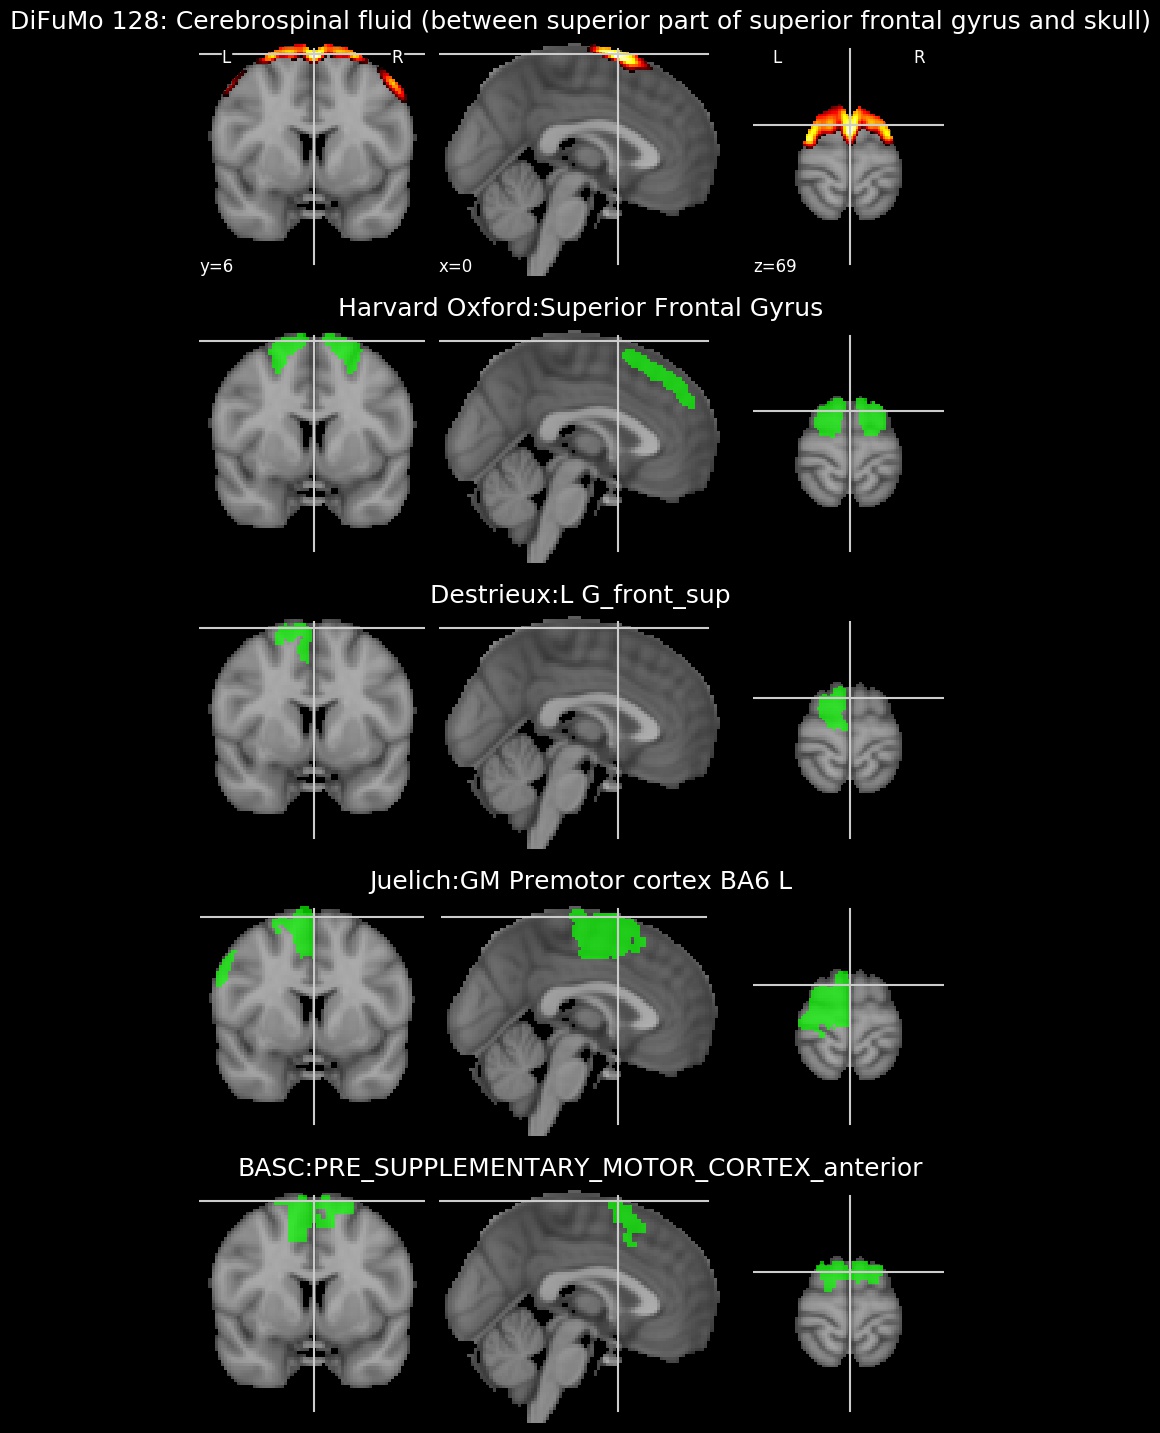 DiFuMo 128: Cerebrospinal fluid (between superior part of superior frontal gyrus and skull)
L R L R
y=6 x=0 z=69
Harvard Oxford:Superior Frontal Gyrus
Destrieux:L G_front_sup
Juelich:GM Premotor cortex BA6 L
BASC:PRE_SUPPLEMENTARY_MOTOR_CORTEX_anterior